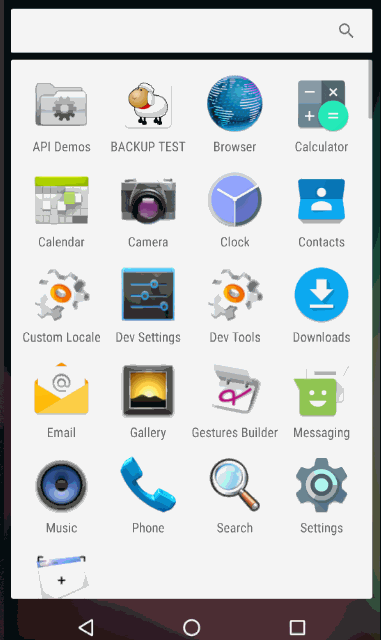 API Demos BACKUP TEST Browser Calculator
Calendar Camera Clock Contacts
Custom Locale Dev Settings Dev Tools Downloads
Email Gallery Gestures Builder Messaging
Music Phone Search Settings